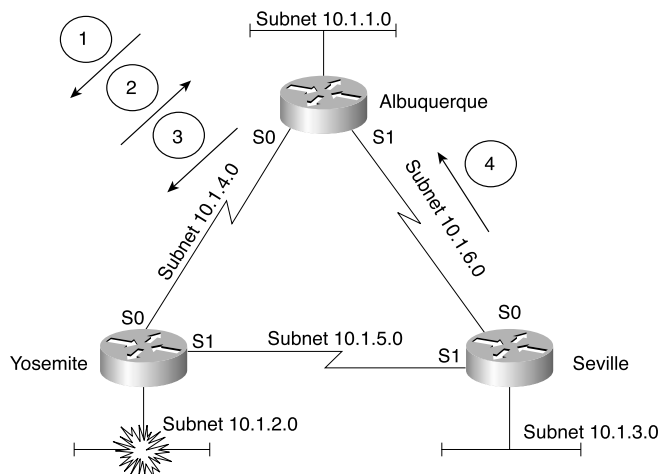 Subnet 10.1.1.0
1
2
3
Albuquerque
S0
S1
4
Subnet 10.1.4.0
Subnet 10.1.6.0
S0
S0
Yosemite
S1
Subnet 10.1.5.0
S1
Seville
Subnet 10.1.2.0
Subnet 10.1.3.0